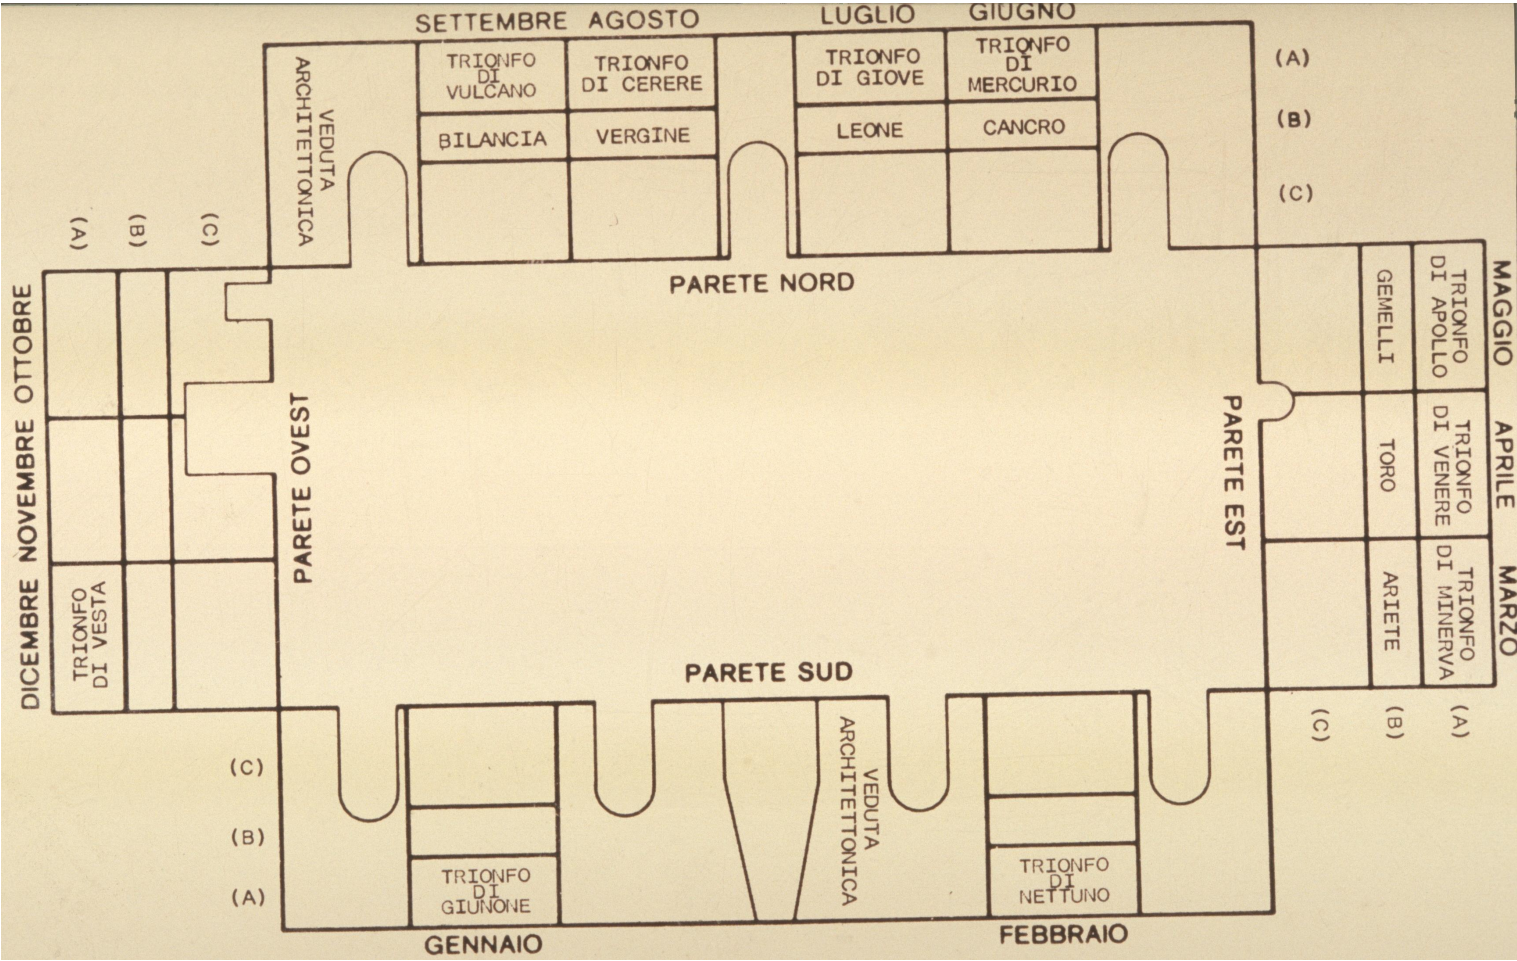 SETTEMBRE AGOSTO LUGLIO GIUGNO
TRIONFO
DI
VULCANO
TRIONFO
DI CERERE
TRIONFO
DI GIOVE
TRIONFO
DI
MERCURIO
(A)
BILANCIA
VERGINE
LEONE
CANCRO
(B)
(C)
VEDUTA
ARCHITETTONICA
PARETE NORD
(A)
(B)
(C)
OTTOBRE
NOVEMBRE
DICEMBRE
TRIONFO
DI VESTA
PARETE OVEST
PARETE EST
GEMELLI
TRIONFO
DI APOLLO
MAGGIO
TORO
TRIONFO
DI VENERE
APRILE
ARIETE
TRIONFO
DI MINERVA
MARZO
(C)
(B)
(A)
PARETE SUD
(C)
(B)
(A)
TRIONFO
DI
GIUNONE
VEDUTA
ARCHITETTONICA
TRIONFO
DI
NETTUNO
GENNAIO
FEBBRAIO